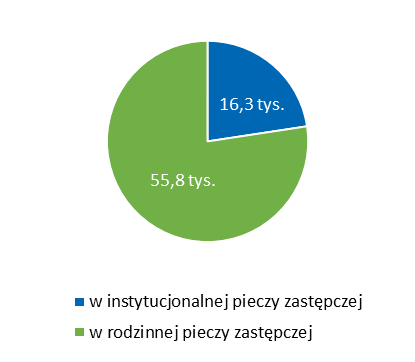 16,3 tys.
55,8 tys.
w instytucjonalnej pieczy zastępczej
w rodzinnej pieczy zastępczej